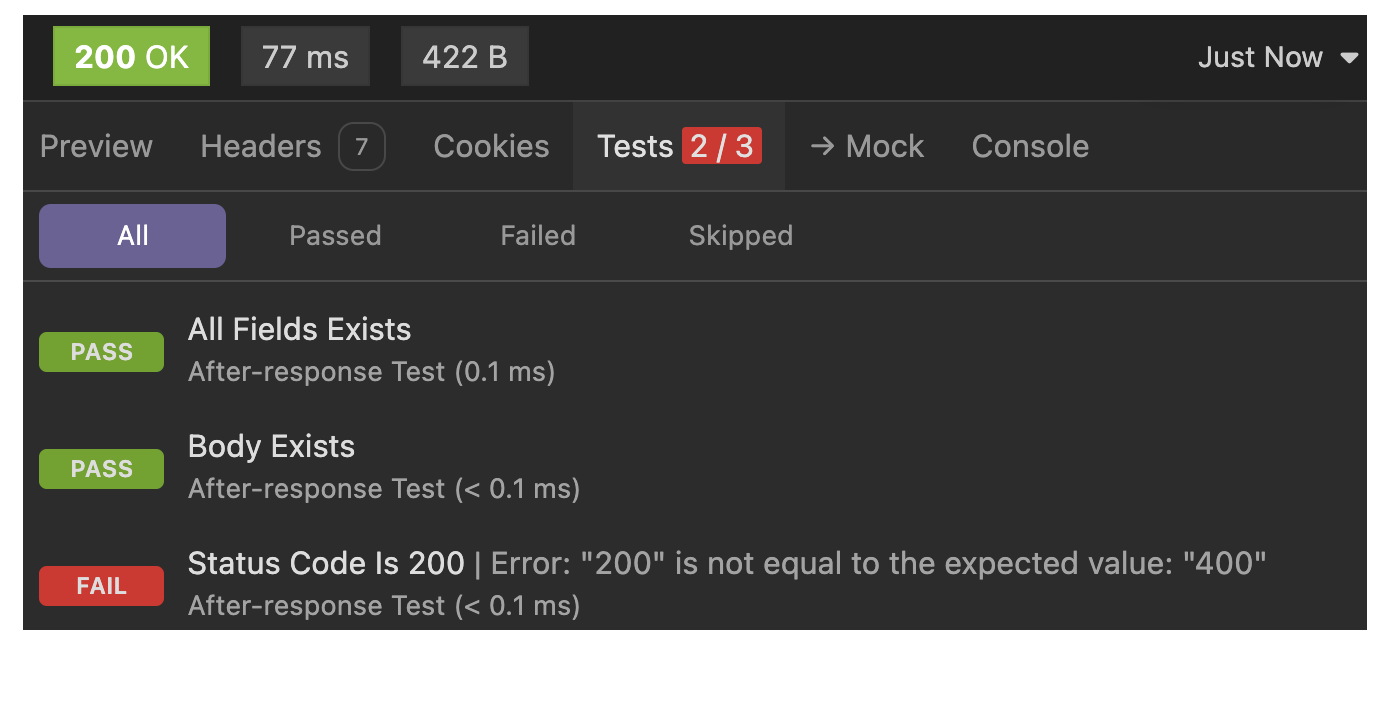 200 OK 77 ms 422 B Just Now
Preview Headers 7 Cookies Tests 2 / 3 → Mock Console
All Passed Failed Skipped
All Fields Exists
PASS
After-response Test (0.1 ms)
Body Exists
PASS
After-response Test (< 0.1 ms)
Status Code Is 200 | Error: "200" is not equal to the expected value: "400"
FAIL
After-response Test (< 0.1 ms)